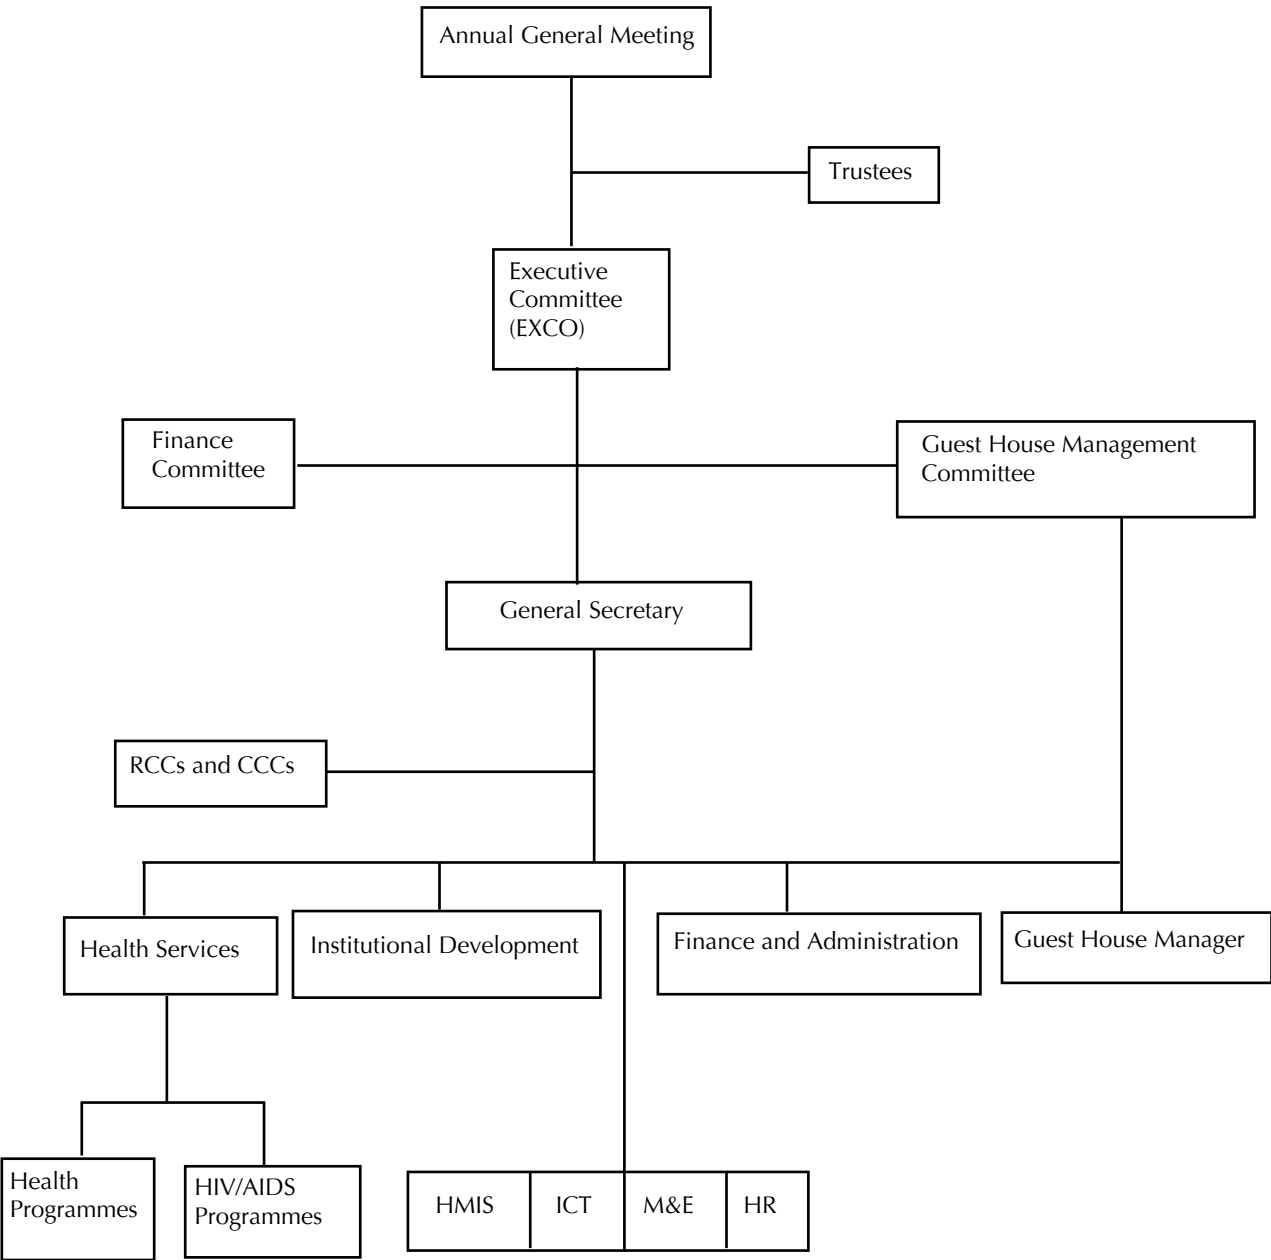 Annual General Meeting
Trustees
Executive
Committee
(EXCO)
Finance
Committee
Guest House Management
Committee
General Secretary
RCCs and CCCs
Health Services
Institutional Development
Finance and Administration
Guest House Manager
Health
Programmes
HIV/AIDS
Programmes
HMIS
ICT
M&E
HR